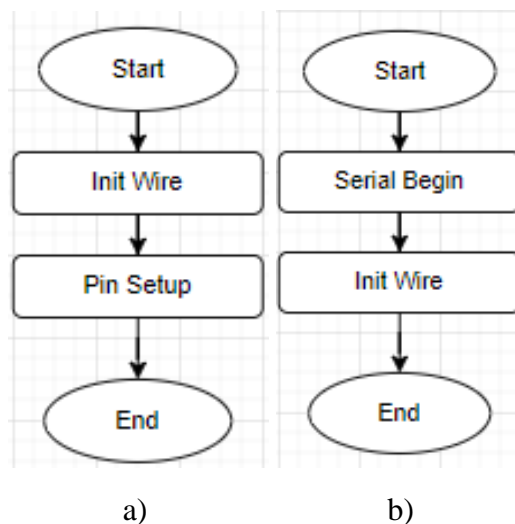 Start
Init Wire
Pin Setup
End
a)
Start
Serial Begin
Init Wire
End
b)